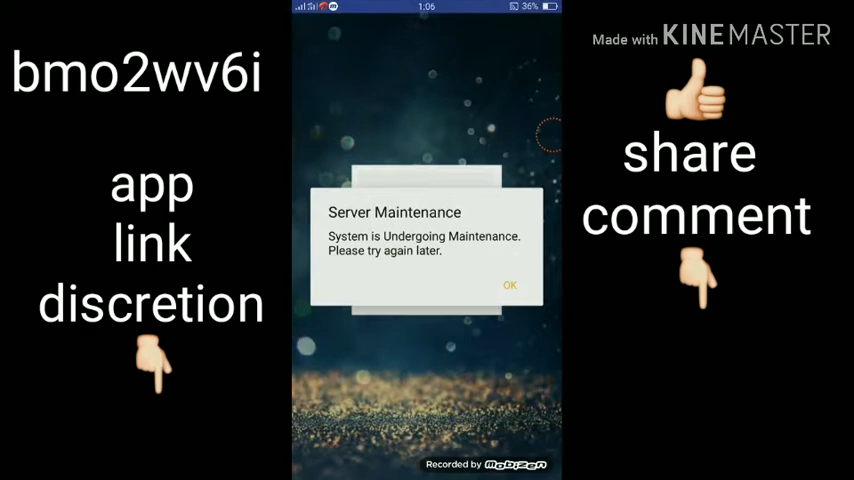 bmo2wv6i
app
link
discretion
1:06
36%
Server Maintenance
System is Undergoing Maintenance.
Please try again later.
OK
Recorded by mobizen
Made with KINEMASTER
share
comment